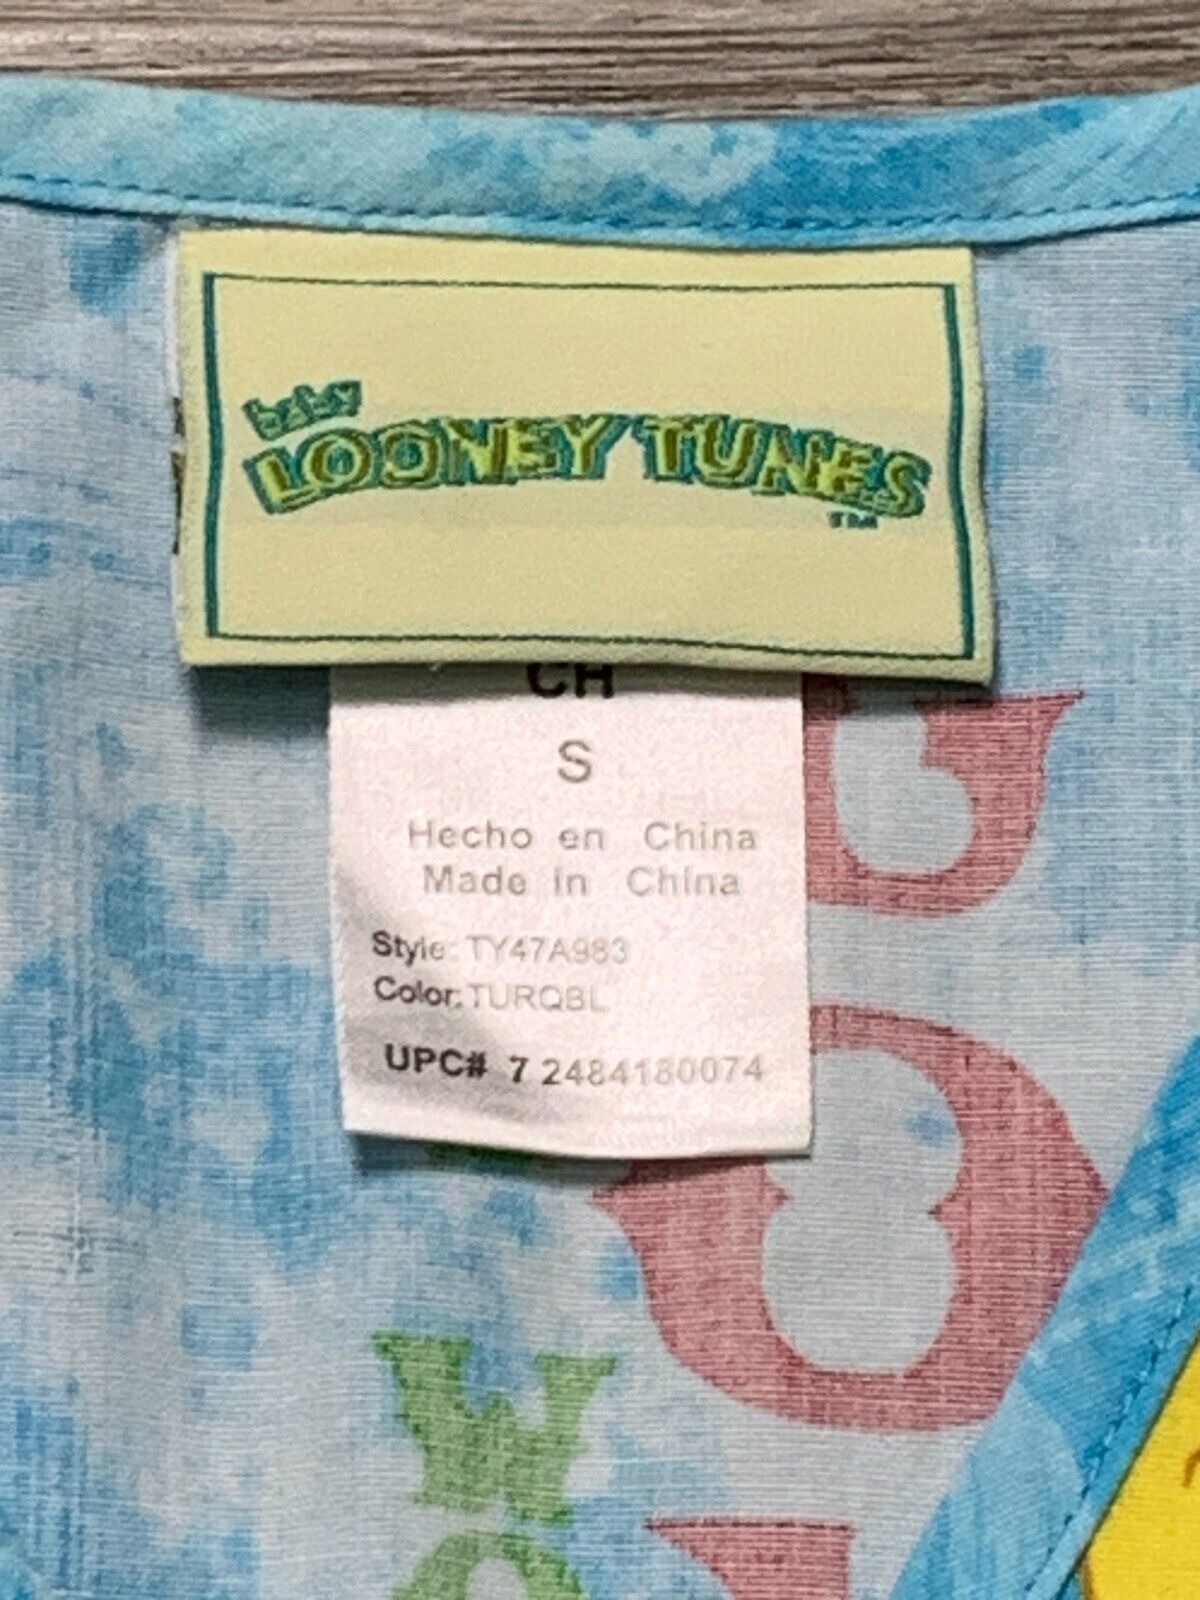 baby
LOONEY TUNES
TM
CH
S
Hecho en China
Made in China
Style: TY47A983
Color: TURQBL
UPC# 7 2484180074